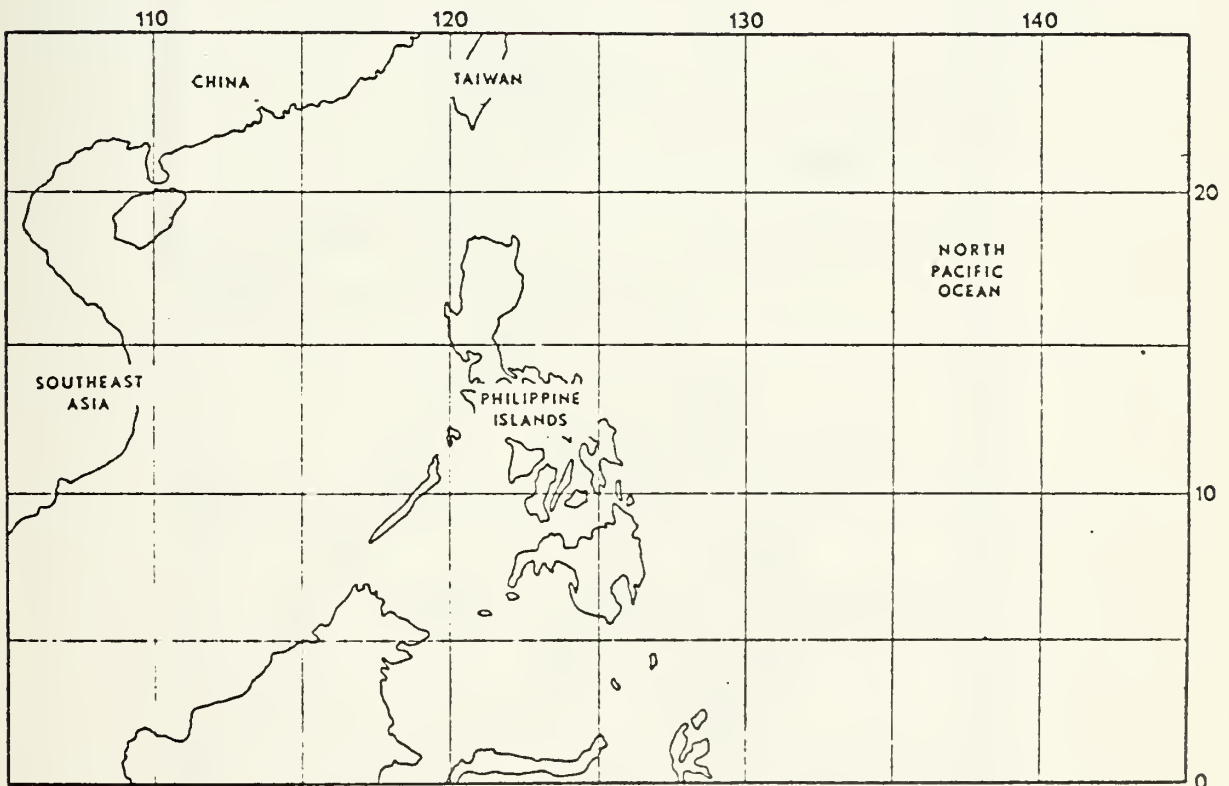 110 120 130 140
CHINA
TAIWAN
20
NORTH
PACIFIC
OCEAN
SOUTHEAST
ASIA
PHILIPPINE
ISLANDS
10
0